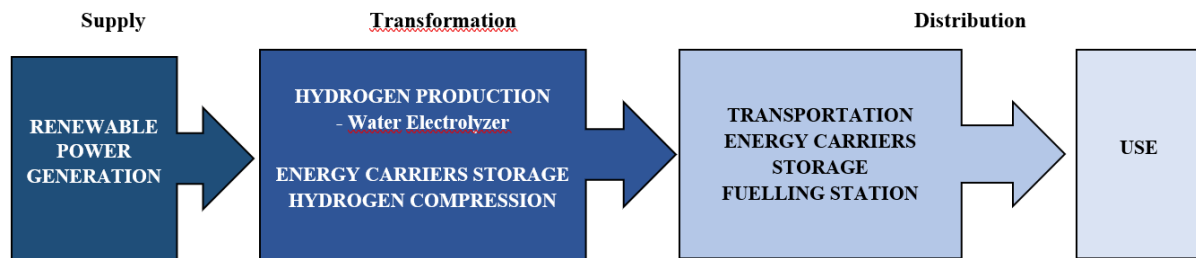 Supply
Transformation
Distribution
RENEWABLE
POWER
GENERATION
HYDROGEN PRODUCTION
- Water Electrolyzer
ENERGY CARRIERS STORAGE
HYDROGEN COMPRESSION
TRANSPORTATION
ENERGY CARRIERS
STORAGE
FUELLING STATION
USE